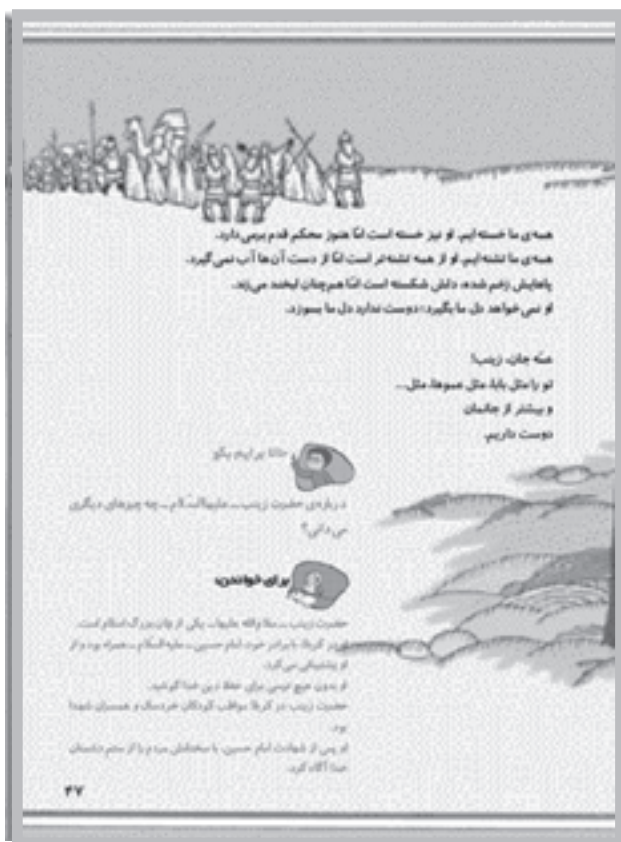 همه‌ی ما خسته‌ایم. او نیز خسته است امّا هنوز محکم قدم برمی‌دارد.
همه‌ی ما تشنه‌ایم. او از همه تشنه‌تر است امّا از دست آن‌ها آب نمی‌گیرد.
پاهایش زخم شده، دلش شکسته است امّا هم‌چنان لبخند می‌زند.
او نمی‌خواهد دل ما بگیرد؛ دوست ندارد دل ما بسوزد.
عمّه جان، زینب!
تو را مثل بابا، مثل عموها، مثل...
و بیشتر از جانمان
دوست داریم.
حالا برایم بگو
درباره‌ی حضرت زینب ـ علیهاالسّلام ـ چه چیزهای دیگری
می‌دانی؟
برای خواندن:
حضرت زینب ـ سلام‌الله علیها ـ یکی از زنان بزرگ اسلام است.
او در کربلا، با برادر خود، امام حسین ـ علیه‌السّلام ـ همراه بود و از
او پشتیبانی می‌کرد.
او بدون هیچ ترسی برای حفظ دین خدا کوشید.
حضرت زینب در کربلا مواظب کودکان خردسال و همسران شهدا
بود.
او پس از شهادت امام حسین، با سخنانش مردم را از ستم دشمنان
خدا آگاه کرد.
۴۷